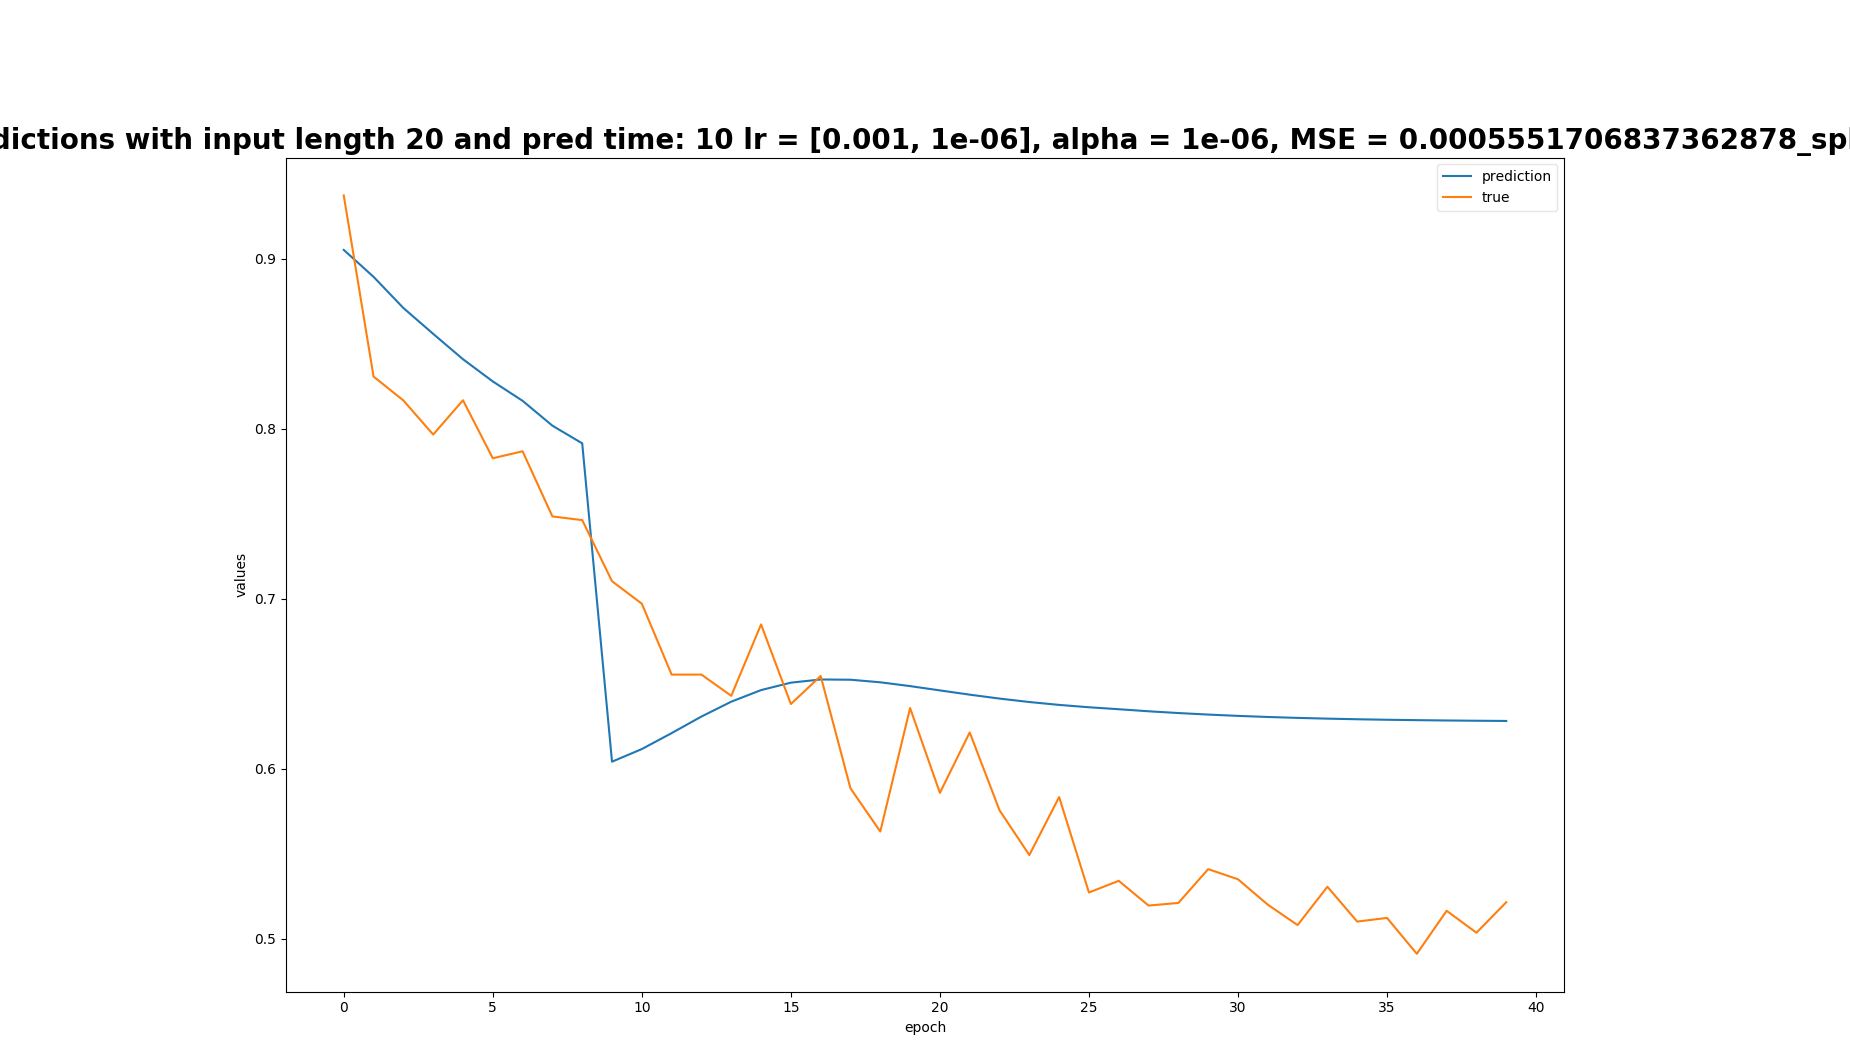 dictions with input length 20 and pred time: 10 lr = [0.001, 1e-06], alpha = 1e-06, MSE = 0.0005551706837362878_spl
prediction
true
0.9
0.8
0.7
0.6
0.5
values
0 5 10 15 20 25 30 35 40
epoch